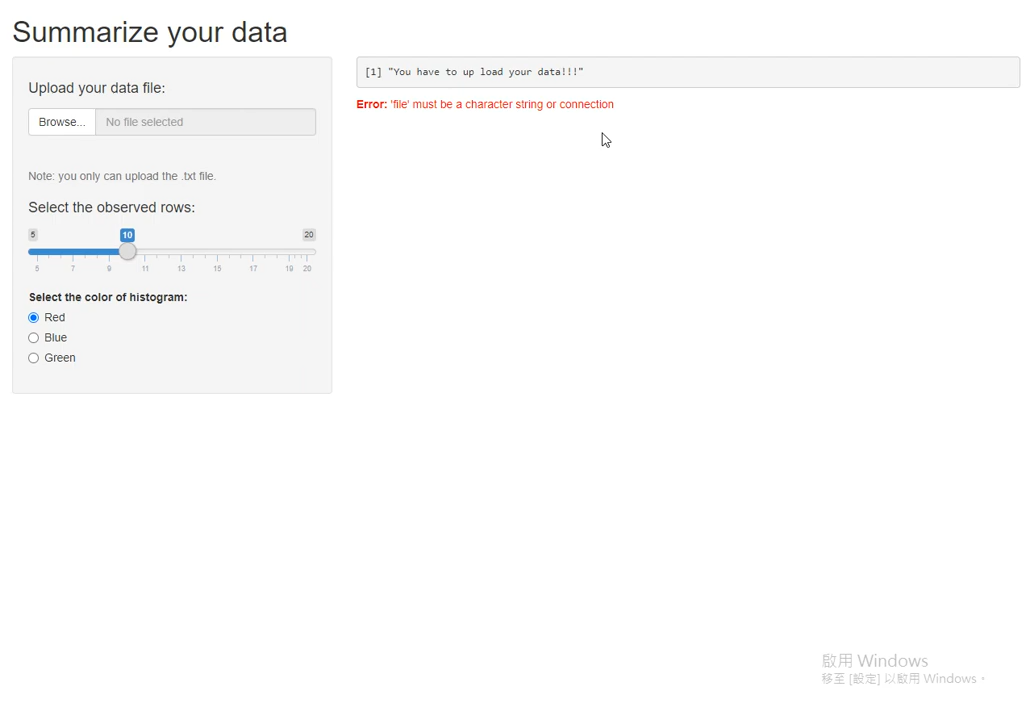 Summarize your data
Upload your data file:
Browse... No file selected
Note: you only can upload the .txt file.
Select the observed rows:
5 10 20
5 7 9 11 13 15 17 19 20
Select the color of histogram:
Red
Blue
Green
[1] "You have to up load your data!!!"
Error: 'file' must be a character string or connection
啟用 Windows
移至 [設定] 以啟用 Windows。